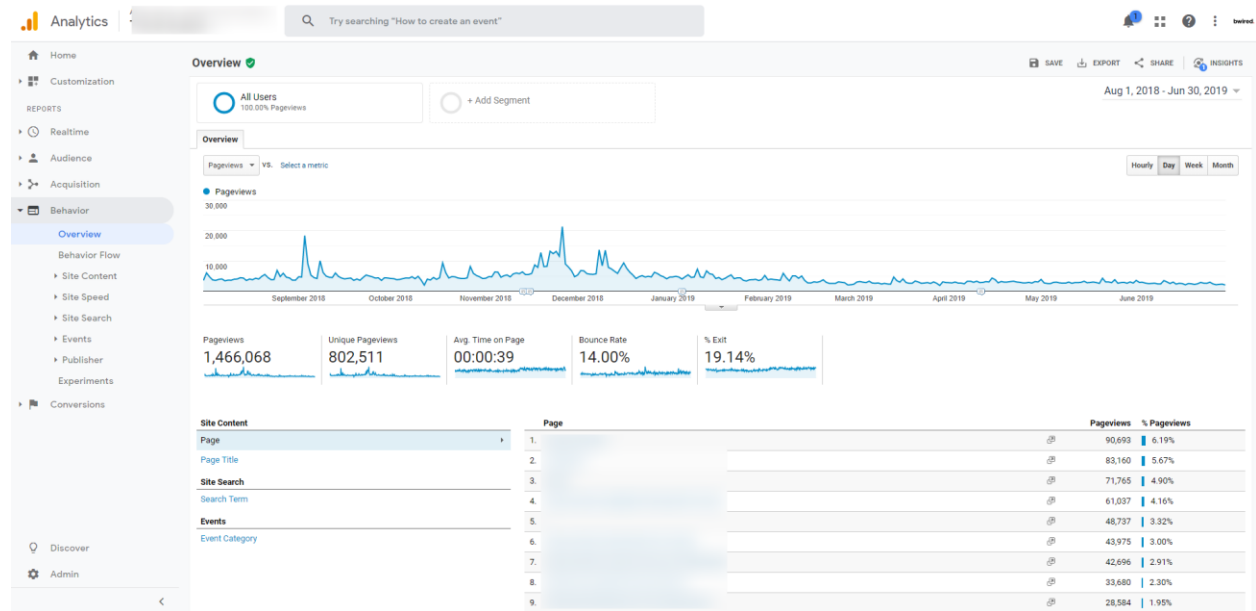 Analytics
Try searching "How to create an event"
1
bwired.
Home
Customization
REPORTS
Realtime
Audience
Acquisition
Behavior
Overview
Behavior Flow
Site Content
Site Speed
Site Search
Events
Publisher
Experiments
Conversions
Discover
Admin
Overview
SAVE
EXPORT
SHARE
INSIGHTS
All Users
100.00% Pageviews
+ Add Segment
Aug 1, 2018 - Jun 30, 2019
Overview
Pageviews VS. Select a metric
Hourly Day Week Month
Pageviews
30,000
20,000
10,000
September 2018 October 2018 November 2018 December 2018 January 2019 February 2019 March 2019 April 2019 May 2019 June 2019
Pageviews
1,466,068
Unique Pageviews
802,511
Avg. Time on Page
00:00:39
Bounce Rate
14.00%
% Exit
19.14%
Site Content
Page
Page Title
Site Search
Search Term
Events
Event Category
Page Pageviews % Pageviews
1. 90,693 6.19%
2. 83,160 5.67%
3. 71,765 4.90%
4. 61,037 4.16%
5. 48,737 3.32%
6. 43,975 3.00%
7. 42,696 2.91%
8. 33,680 2.30%
9. 28,584 1.95%